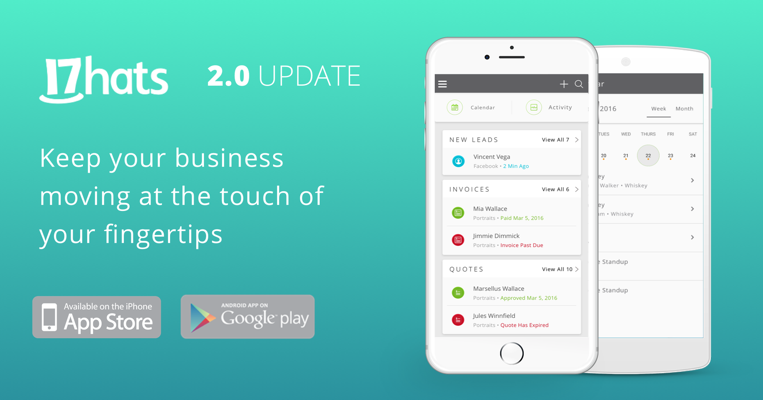 17hats
2.0 UPDATE
Keep your business
moving at the touch of
your fingertips
Available on the iPhone
App Store
ANDROID APP ON
Google play
Calendar
Activity
NEW LEADS
View All 7
Vincent Vega
Facebook • 2 Min Ago
INVOICES
View All 6
Mia Wallace
Portraits • Paid Mar 5, 2016
Jimmie Dimmick
Portraits • Invoice Past Due
QUOTES
View All 10
Marsellus Wallace
Portraits • Approved Mar 5, 2016
Jules Winnfield
Portraits • Quote Has Expired
ar
2016
Week
Month
TUES WED THURS FRI SAT
20 21 22 23 24
ey
Walker • Whiskey
ey
on • Whiskey
Standup
Standup